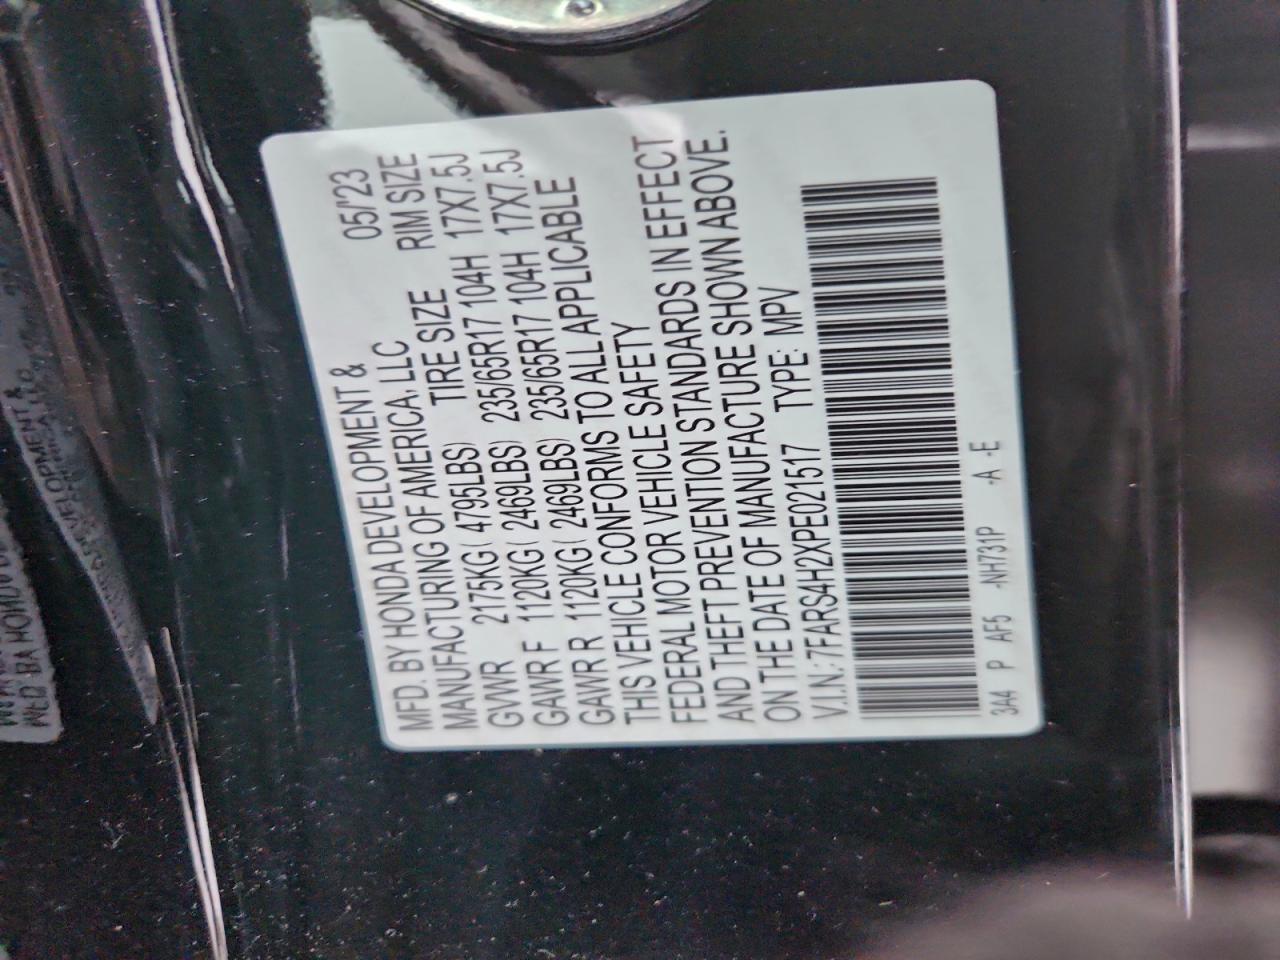 MFD. BY HONDA DEVELOPMENT & 05/'23
MANUFACTURING OF AMERICA, LLC RIM SIZE
GVWR 2175KG( 4795LBS) TIRE SIZE
GAWR F 1120KG( 2469LBS) 235/65R17 104H 17X7.5J
GAWR R 1120KG( 2469LBS) 235/65R17 104H 17X7.5J
THIS VEHICLE CONFORMS TO ALL APPLICABLE
FEDERAL MOTOR VEHICLE SAFETY
AND THEFT PREVENTION STANDARDS IN EFFECT
ON THE DATE OF MANUFACTURE SHOWN ABOVE.
V.I.N.: 7FARS4H2XPE021517 TYPE: MPV
3A4 P AF5 -NH731P -A -E